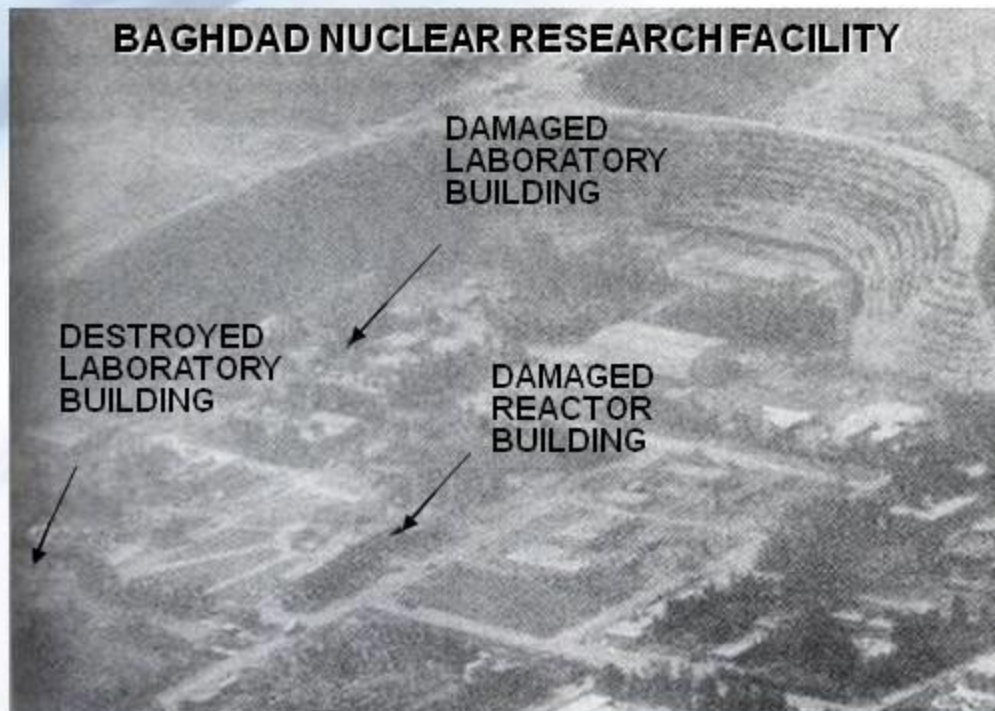 BAGHDAD NUCLEAR RESEARCH FACILITY
DAMAGED
LABORATORY
BUILDING
DESTROYED
LABORATORY
BUILDING
DAMAGED
REACTOR
BUILDING